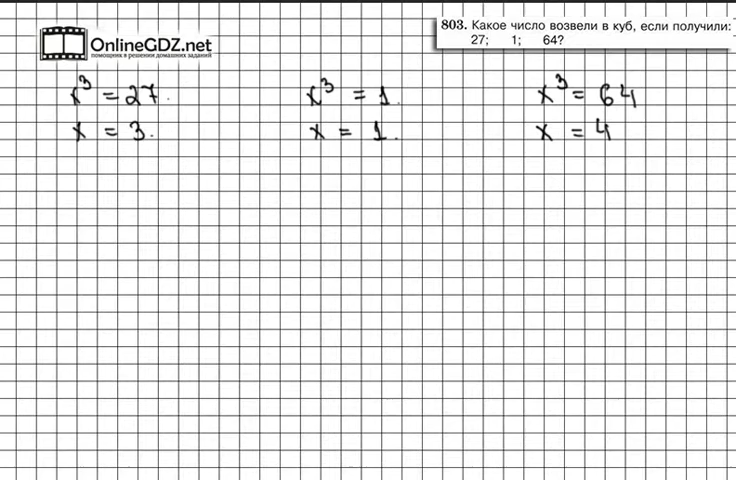 OnlineGDZ.net
помощник в решении домашних заданий
803. Какое число возвели в куб, если получили:
27; 1; 64?
x³ = 27. x³ = 1. x³ = 64
x = 3. x = 1. x = 4